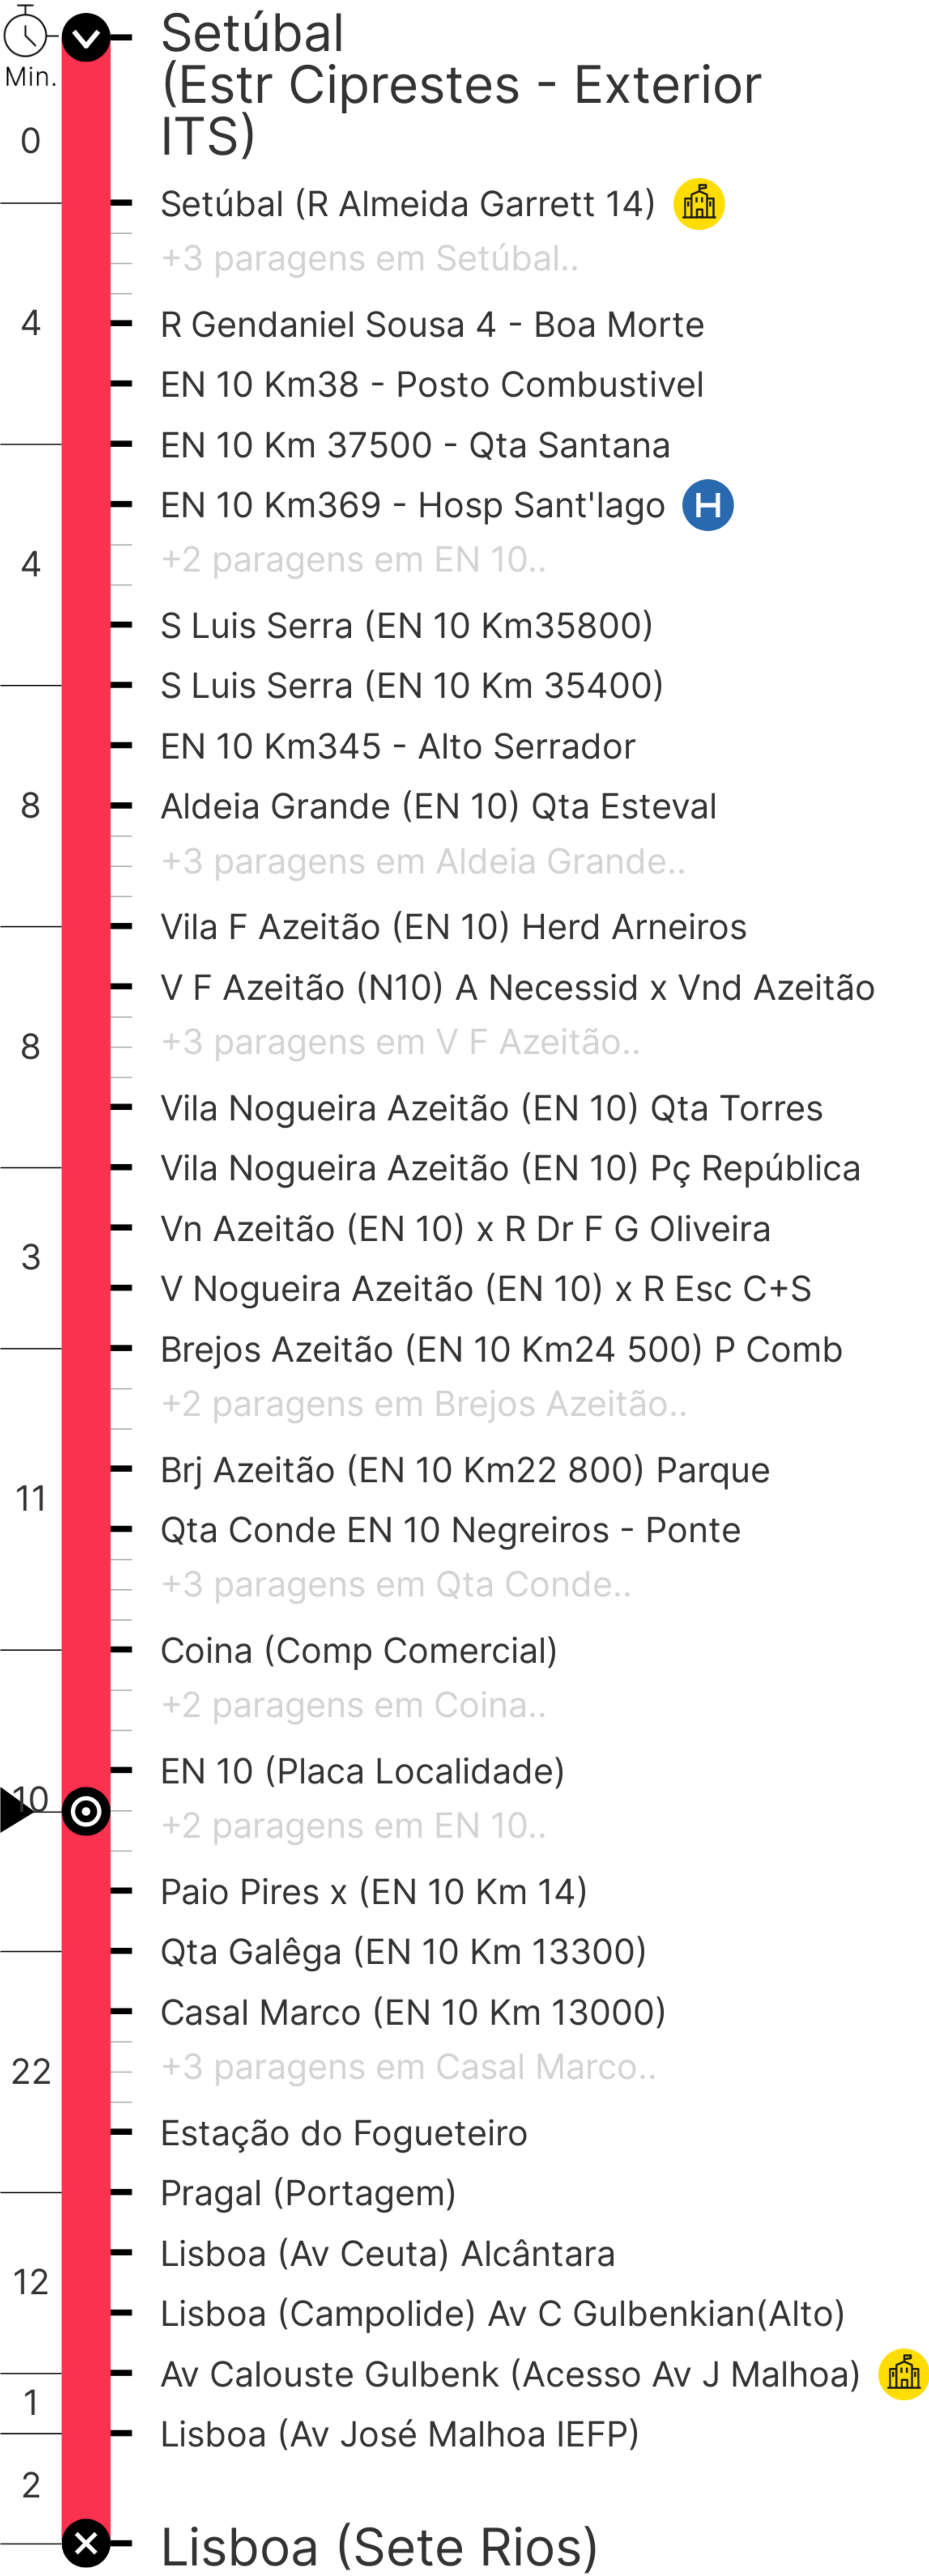 Min.
Setúbal
(Estr Ciprestes - Exterior
ITS)
0
Setúbal (R Almeida Garrett 14)
+3 paragens em Setúbal..
4
R Gendaniel Sousa 4 - Boa Morte
EN 10 Km38 - Posto Combustivel
EN 10 Km 37500 - Qta Santana
EN 10 Km369 - Hosp Sant'Iago H
4
+2 paragens em EN 10..
S Luis Serra (EN 10 Km35800)
S Luis Serra (EN 10 Km 35400)
EN 10 Km345 - Alto Serrador
8
Aldeia Grande (EN 10) Qta Esteval
+3 paragens em Aldeia Grande..
Vila F Azeitão (EN 10) Herd Arneiros
V F Azeitão (N10) A Necessid x Vnd Azeitão
8
+3 paragens em V F Azeitão..
Vila Nogueira Azeitão (EN 10) Qta Torres
Vila Nogueira Azeitão (EN 10) Pç República
Vn Azeitão (EN 10) x R Dr F G Oliveira
3
V Nogueira Azeitão (EN 10) x R Esc C+S
Brejos Azeitão (EN 10 Km24 500) P Comb
+2 paragens em Brejos Azeitão..
Brj Azeitão (EN 10 Km22 800) Parque
11
Qta Conde EN 10 Negreiros - Ponte
+3 paragens em Qta Conde..
Coina (Comp Comercial)
+2 paragens em Coina..
EN 10 (Placa Localidade)
10
+2 paragens em EN 10..
Paio Pires x (EN 10 Km 14)
Qta Galêga (EN 10 Km 13300)
Casal Marco (EN 10 Km 13000)
22
+3 paragens em Casal Marco..
Estação do Fogueteiro
Pragal (Portagem)
Lisboa (Av Ceuta) Alcântara
12
Lisboa (Campolide) Av C Gulbenkian(Alto)
Av Calouste Gulbenk (Acesso Av J Malhoa)
1
Lisboa (Av José Malhoa IEFP)
2
Lisboa (Sete Rios)